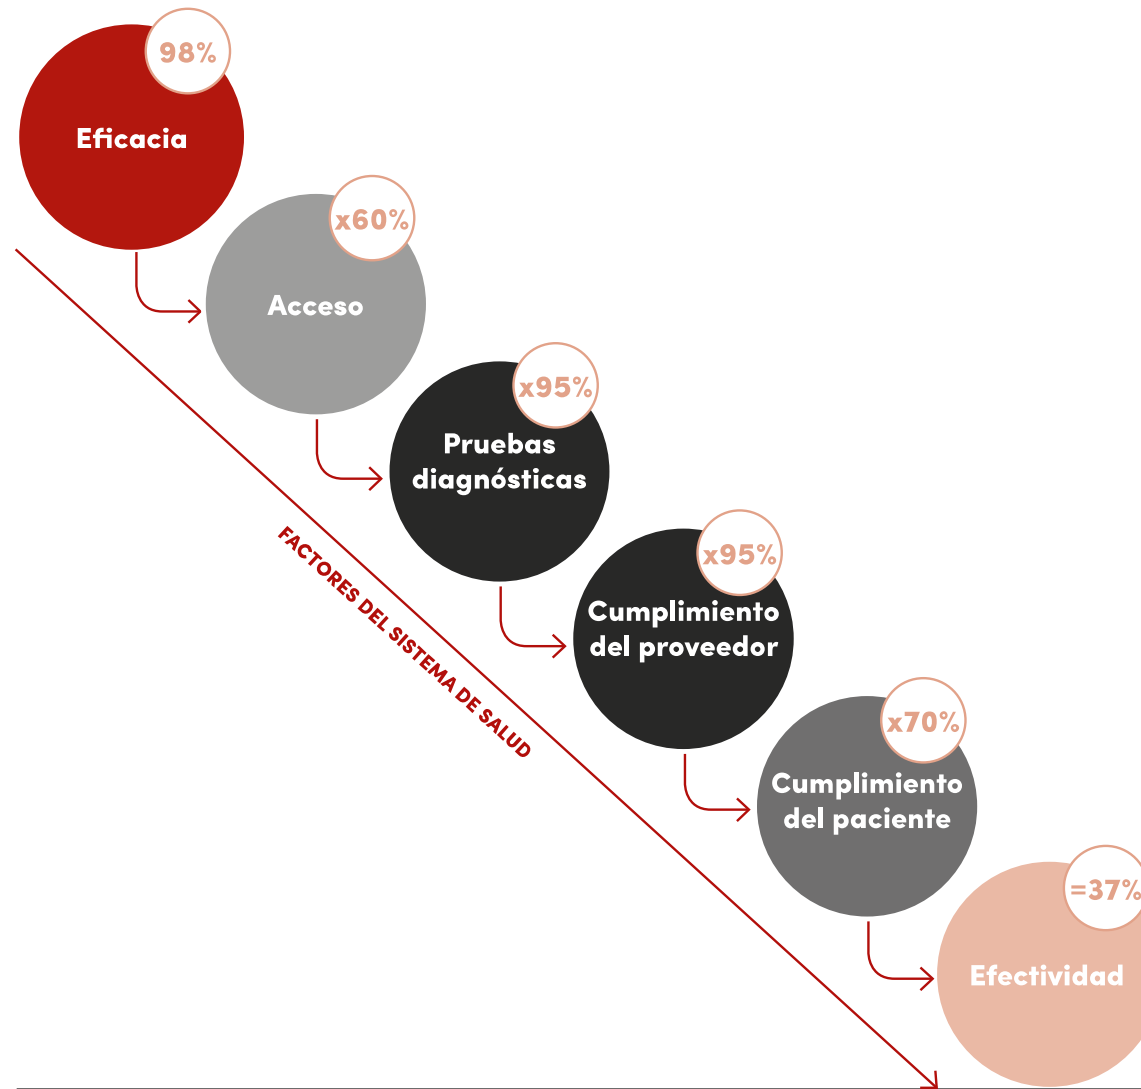 98%
Eficacia
x60%
Acceso
x95%
Pruebas
diagnósticas
x95%
Cumplimiento
del proveedor
x70%
Cumplimiento
del paciente
=37%
Efectividad
FACTORES DEL SISTEMA DE SALUD